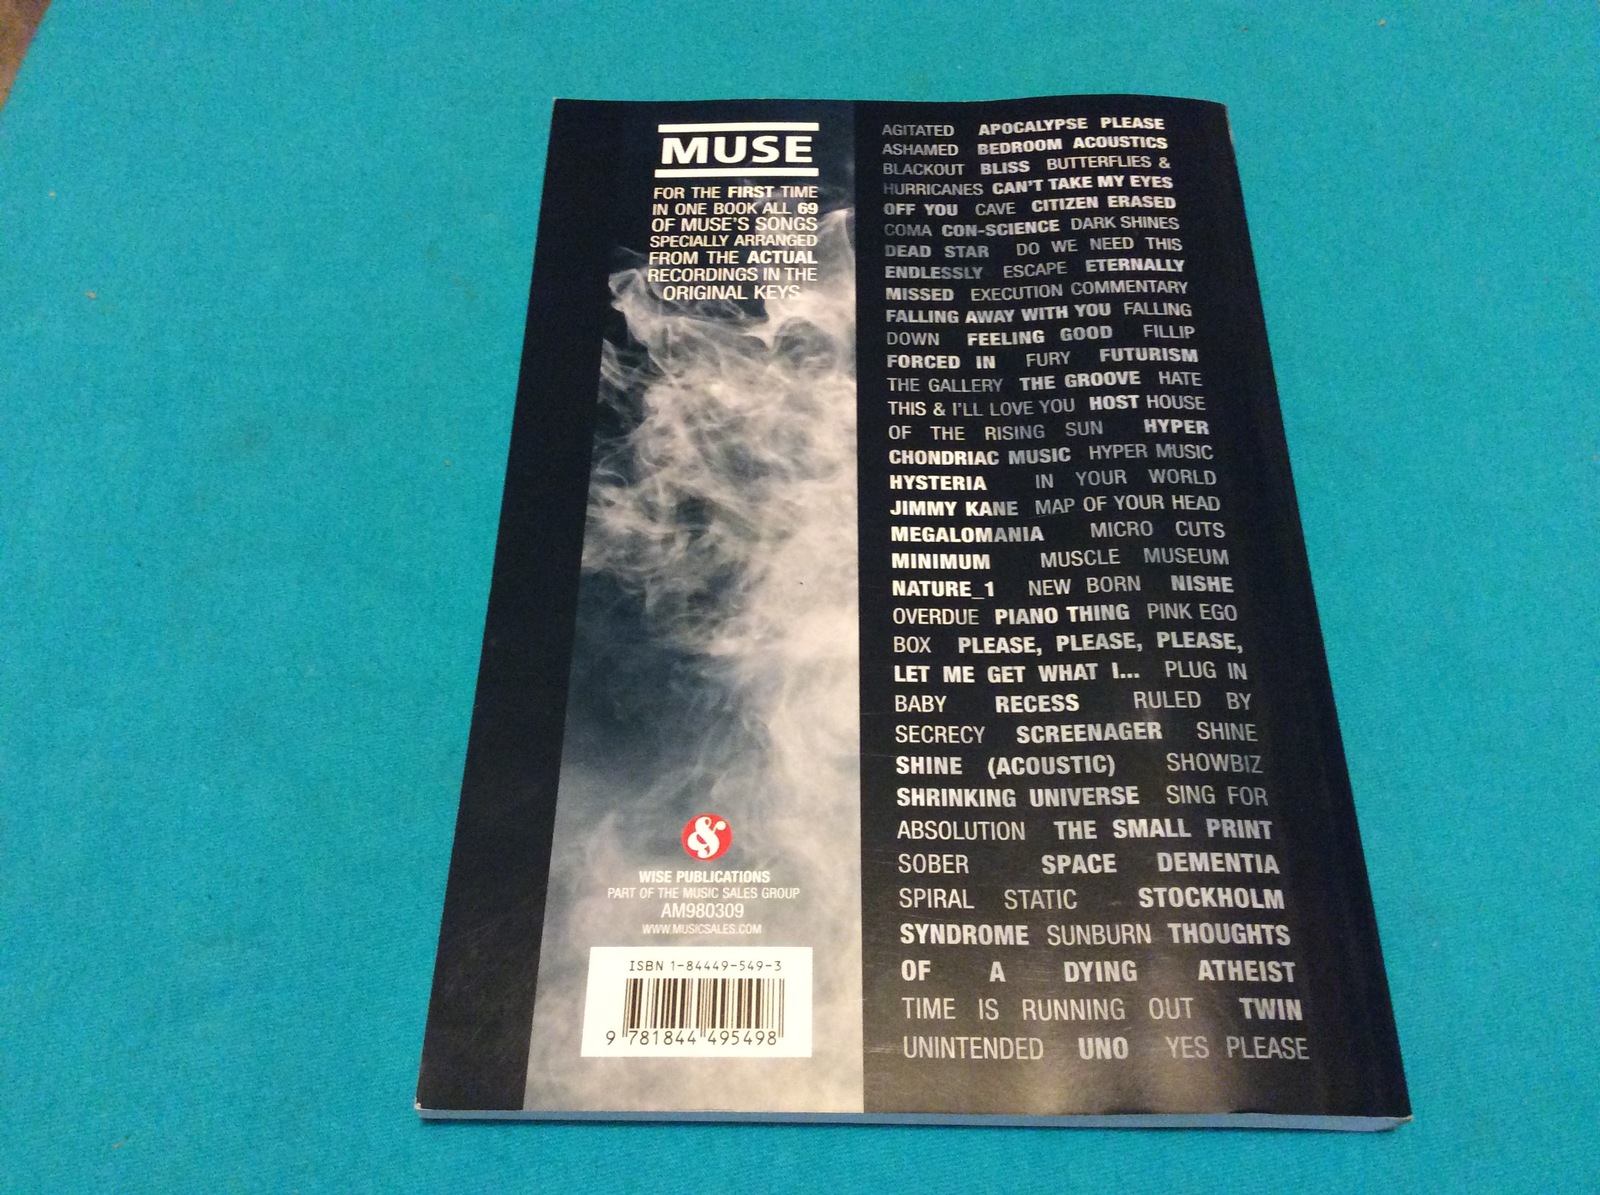 MUSE
FOR THE FIRST TIME
IN ONE BOOK ALL 69
OF MUSE'S SONGS
SPECIALLY ARRANGED
FROM THE ACTUAL
RECORDINGS IN THE
ORIGINAL KEYS
&
WISE PUBLICATIONS
PART OF THE MUSIC SALES GROUP
AM980309
WWW.MUSICSALES.COM
ISBN 1-84449-549-3
9 781844 495498
AGITATED APOCALYPSE PLEASE
ASHAMED BEDROOM ACOUSTICS
BLACKOUT BLISS BUTTERFLIES &
HURRICANES CAN'T TAKE MY EYES
OFF YOU CAVE CITIZEN ERASED
COMA CON-SCIENCE DARK SHINES
DEAD STAR DO WE NEED THIS
ENDLESSLY ESCAPE ETERNALLY
MISSED EXECUTION COMMENTARY
FALLING AWAY WITH YOU FALLING
DOWN FEELING GOOD FILLIP
FORCED IN FURY FUTURISM
THE GALLERY THE GROOVE HATE
THIS & I'LL LOVE YOU HOST HOUSE
OF THE RISING SUN HYPER
CHONDRIAC MUSIC HYPER MUSIC
HYSTERIA IN YOUR WORLD
JIMMY KANE MAP OF YOUR HEAD
MEGALOMANIA MICRO CUTS
MINIMUM MUSCLE MUSEUM
NATURE_1 NEW BORN NISHE
OVERDUE PIANO THING PINK EGO
BOX PLEASE, PLEASE, PLEASE,
LET ME GET WHAT I... PLUG IN
BABY RECESS RULED BY
SECRECY SCREENAGER SHINE
SHINE (ACOUSTIC) SHOWBIZ
SHRINKING UNIVERSE SING FOR
ABSOLUTION THE SMALL PRINT
SOBER SPACE DEMENTIA
SPIRAL STATIC STOCKHOLM
SYNDROME SUNBURN THOUGHTS
OF A DYING ATHEIST
TIME IS RUNNING OUT TWIN
UNINTENDED UNO YES PLEASE